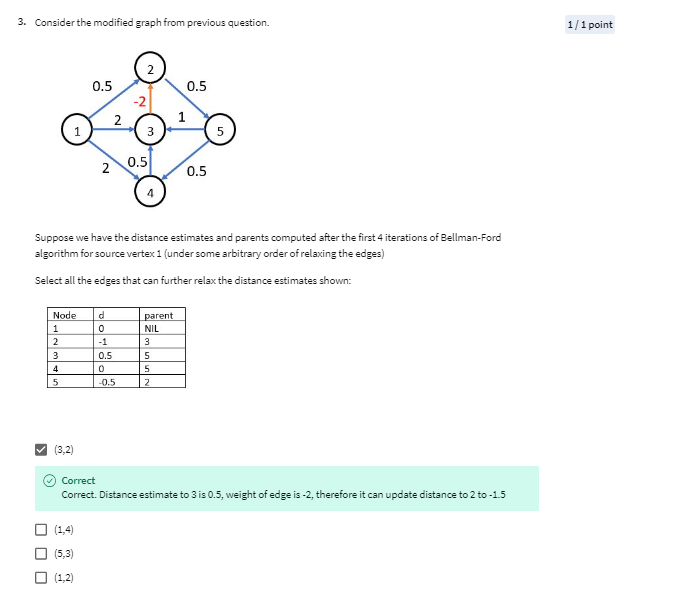 3. Consider the modified graph from previous question.
1 / 1 point
2
0.5
0.5
-2
2
1
1
3
5
2
0.5
0.5
4
Suppose we have the distance estimates and parents computed after the first 4 iterations of Bellman-Ford
algorithm for source vertex 1 (under some arbitrary order of relaxing the edges)
Select all the edges that can further relax the distance estimates shown:
Node d parent
1 0 NIL
2 -1 3
3 0.5 5
4 0 5
5 -0.5 2
(3,2)
Correct
Correct. Distance estimate to 3 is 0.5, weight of edge is -2, therefore it can update distance to 2 to -1.5
(1,4)
(5,3)
(1,2)